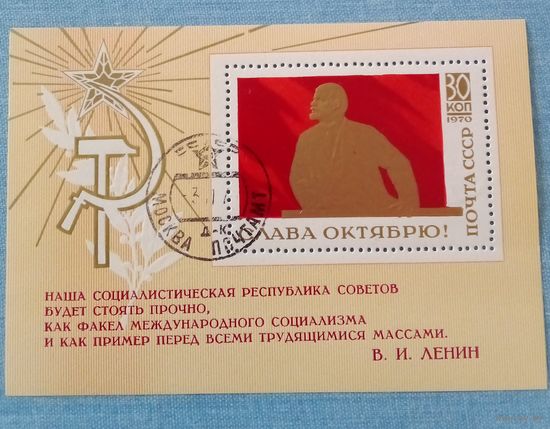 30
КОП
1970
ПОЧТА СССР
МОСКВА ПОЧТАМТ
ЛАВА ОКТЯБРЮ!
НАША СОЦИАЛИСТИЧЕСКАЯ РЕСПУБЛИКА СОВЕТОВ
БУДЕТ СТОЯТЬ ПРОЧНО,
КАК ФАКЕЛ МЕЖДУНАРОДНОГО СОЦИАЛИЗМА
И КАК ПРИМЕР ПЕРЕД ВСЕМИ ТРУДЯЩИМИСЯ МАССАМИ.
В. И. ЛЕНИН